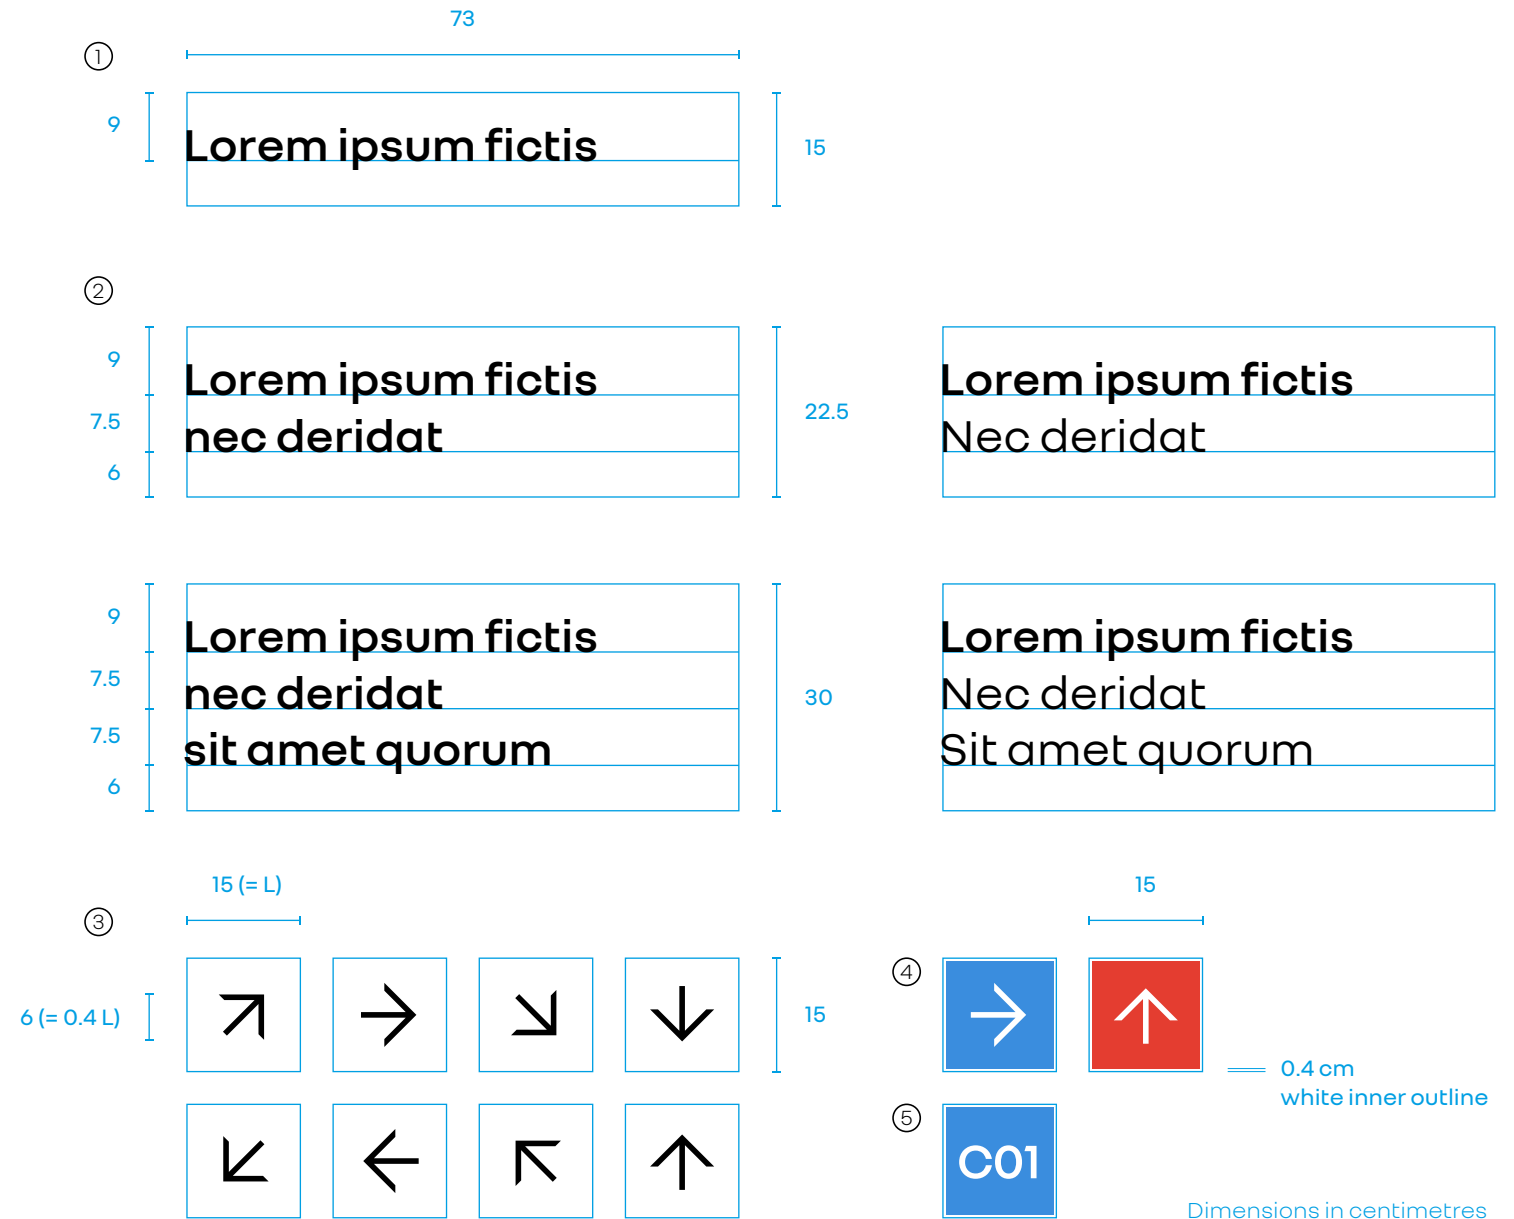 73
①
9
Lorem ipsum fictis
15
②
9
7.5
6
Lorem ipsum fictis
nec deridat
22.5
Lorem ipsum fictis
Nec deridat
9
7.5
7.5
6
Lorem ipsum fictis
nec deridat
sit amet quorum
30
Lorem ipsum fictis
Nec deridat
Sit amet quorum
15 (= L)
③
6 (= 0.4 L)
15
15
④
0.4 cm
white inner outline
⑤
C01
Dimensions in centimetres